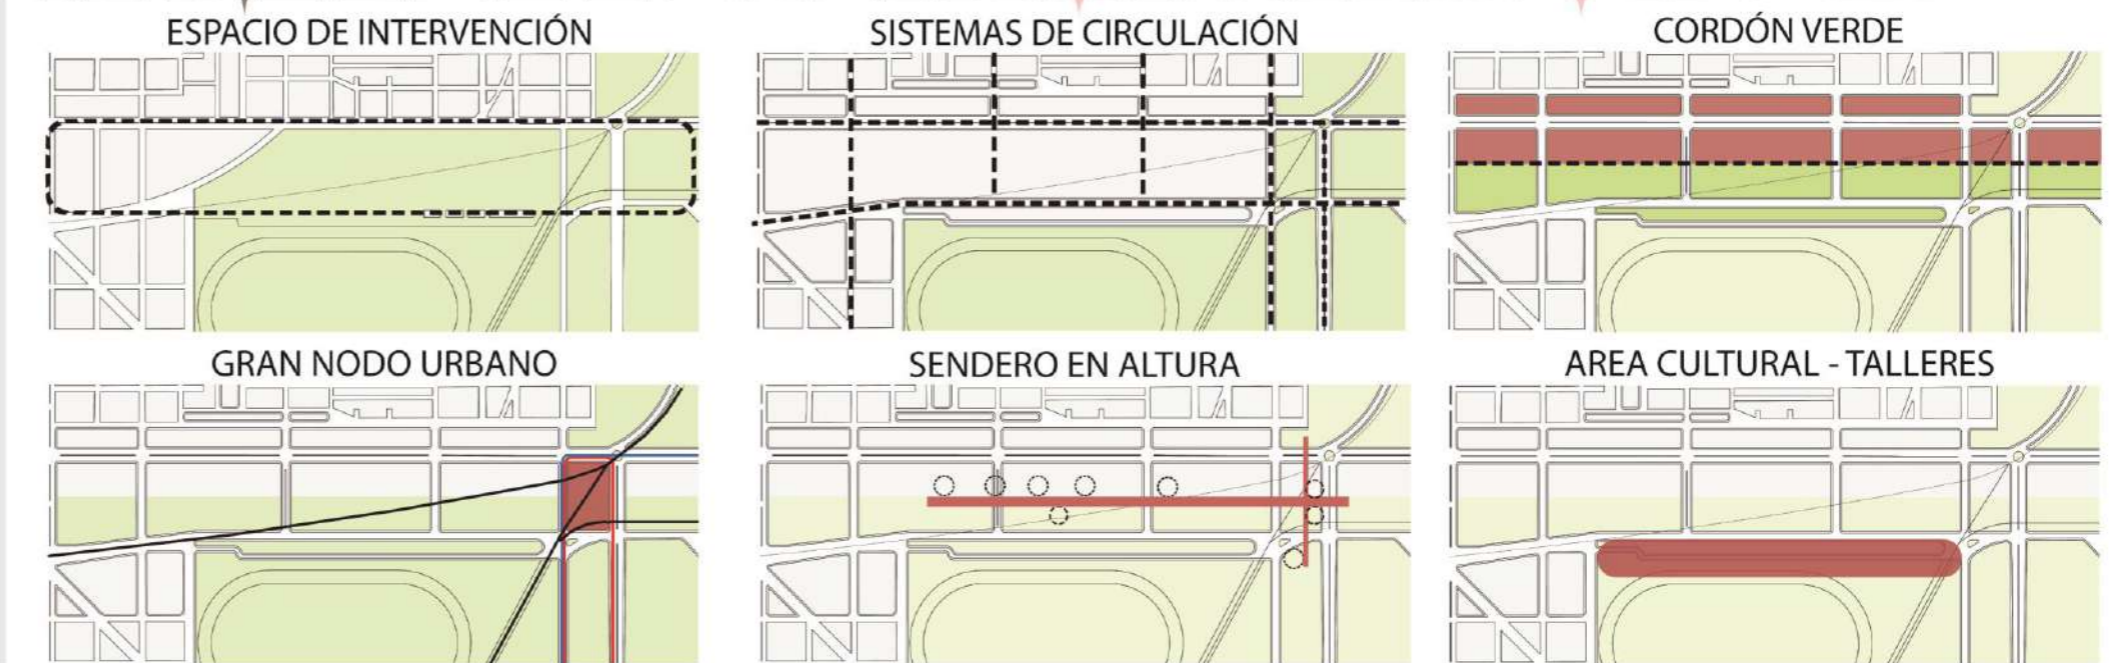 ESPACIO DE INTERVENCIÓN
SISTEMAS DE CIRCULACIÓN
CORDÓN VERDE
GRAN NODO URBANO
SENDERO EN ALTURA
AREA CULTURAL - TALLERES